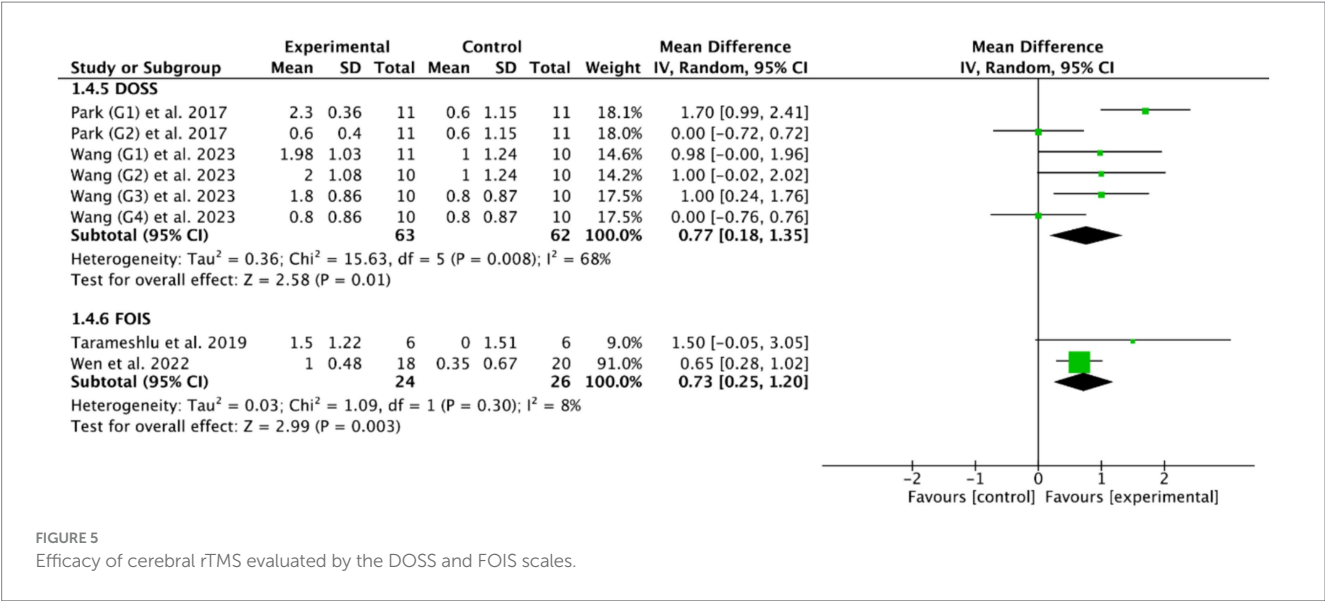 Experimental Control Mean Difference Mean Difference
Study or Subgroup Mean SD Total Mean SD Total Weight IV, Random, 95% CI IV, Random, 95% CI
1.4.5 DOSS
Park (G1) et al. 2017 2.3 0.36 11 0.6 1.15 11 18.1% 1.70 [0.99, 2.41]
Park (G2) et al. 2017 0.6 0.4 11 0.6 1.15 11 18.0% 0.00 [-0.72, 0.72]
Wang (G1) et al. 2023 1.98 1.03 11 1 1.24 10 14.6% 0.98 [-0.00, 1.96]
Wang (G2) et al. 2023 2 1.08 10 1 1.24 10 14.2% 1.00 [-0.02, 2.02]
Wang (G3) et al. 2023 1.8 0.86 10 0.8 0.87 10 17.5% 1.00 [0.24, 1.76]
Wang (G4) et al. 2023 0.8 0.86 10 0.8 0.87 10 17.5% 0.00 [-0.76, 0.76]
Subtotal (95% CI) 63 62 100.0% 0.77 [0.18, 1.35]
Heterogeneity: Tau² = 0.36; Chi² = 15.63, df = 5 (P = 0.008); I² = 68%
Test for overall effect: Z = 2.58 (P = 0.01)
1.4.6 FOIS
Tarameshlu et al. 2019 1.5 1.22 6 0 1.51 6 9.0% 1.50 [-0.05, 3.05]
Wen et al. 2022 1 0.48 18 0.35 0.67 20 91.0% 0.65 [0.28, 1.02]
Subtotal (95% CI) 24 26 100.0% 0.73 [0.25, 1.20]
Heterogeneity: Tau² = 0.03; Chi² = 1.09, df = 1 (P = 0.30); I² = 8%
Test for overall effect: Z = 2.99 (P = 0.003)
-2 -1 0 1 2
Favours [control] Favours [experimental]
FIGURE 5
Efficacy of cerebral rTMS evaluated by the DOSS and FOIS scales.